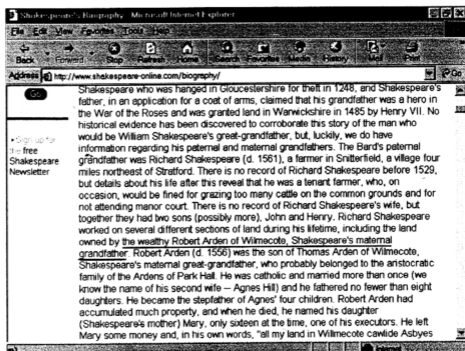 Shakespeare's Biography - Microsoft Internet Explorer
File Edit View Favorites Tools Help
Back Forward Stop Refresh Home Search Favorites Media History Mail Print
Address http://www.shakespeare-online.com/biography/ Go
Go
Sign up for
the free
Shakespeare
Newsletter
Shakespeare who was hanged in Gloucestershire for theft in 1248, and Shakespeare's
father, in an application for a coat of arms, claimed that his grandfather was a hero in
the War of the Roses and was granted land in Warwickshire in 1485 by Henry VII. No
historical evidence has been discovered to corroborate this story of the man who
would be William Shakespeare's great-grandfather, but, luckily, we do have
information regarding his paternal and maternal grandfathers. The Bard's paternal
grandfather was Richard Shakespeare (d. 1561), a farmer in Snitterfield, a village four
miles northeast of Stratford. There is no record of Richard Shakespeare before 1529,
but details about his life after this reveal that he was a tenant farmer, who, on
occasion, would be fined for grazing too many cattle on the common grounds and for
not attending manor court. There is no record of Richard Shakespeare's wife, but
together they had two sons (possibly more), John and Henry. Richard Shakespeare
worked on several different sections of land during his lifetime, including the land
owned by the wealthy Robert Arden of Wilmecote, Shakespeare's maternal
grandfather. Robert Arden (d. 1556) was the son of Thomas Arden of Wilmecote,
Shakespeare's maternal great-grandfather, who probably belonged to the aristocratic
family of the Ardens of Park Hall. He was catholic and married more than once (we
know the name of his second wife – Agnes Hill) and he fathered no fewer than eight
daughters. He became the stepfather of Agnes' four children. Robert Arden had
accumulated much property, and when he died, he named his daughter
(Shakespeare's mother) Mary, only sixteen at the time, one of his executors. He left
Mary some money and, in his own words, "all my land in Willmecote cawlide Asbyes